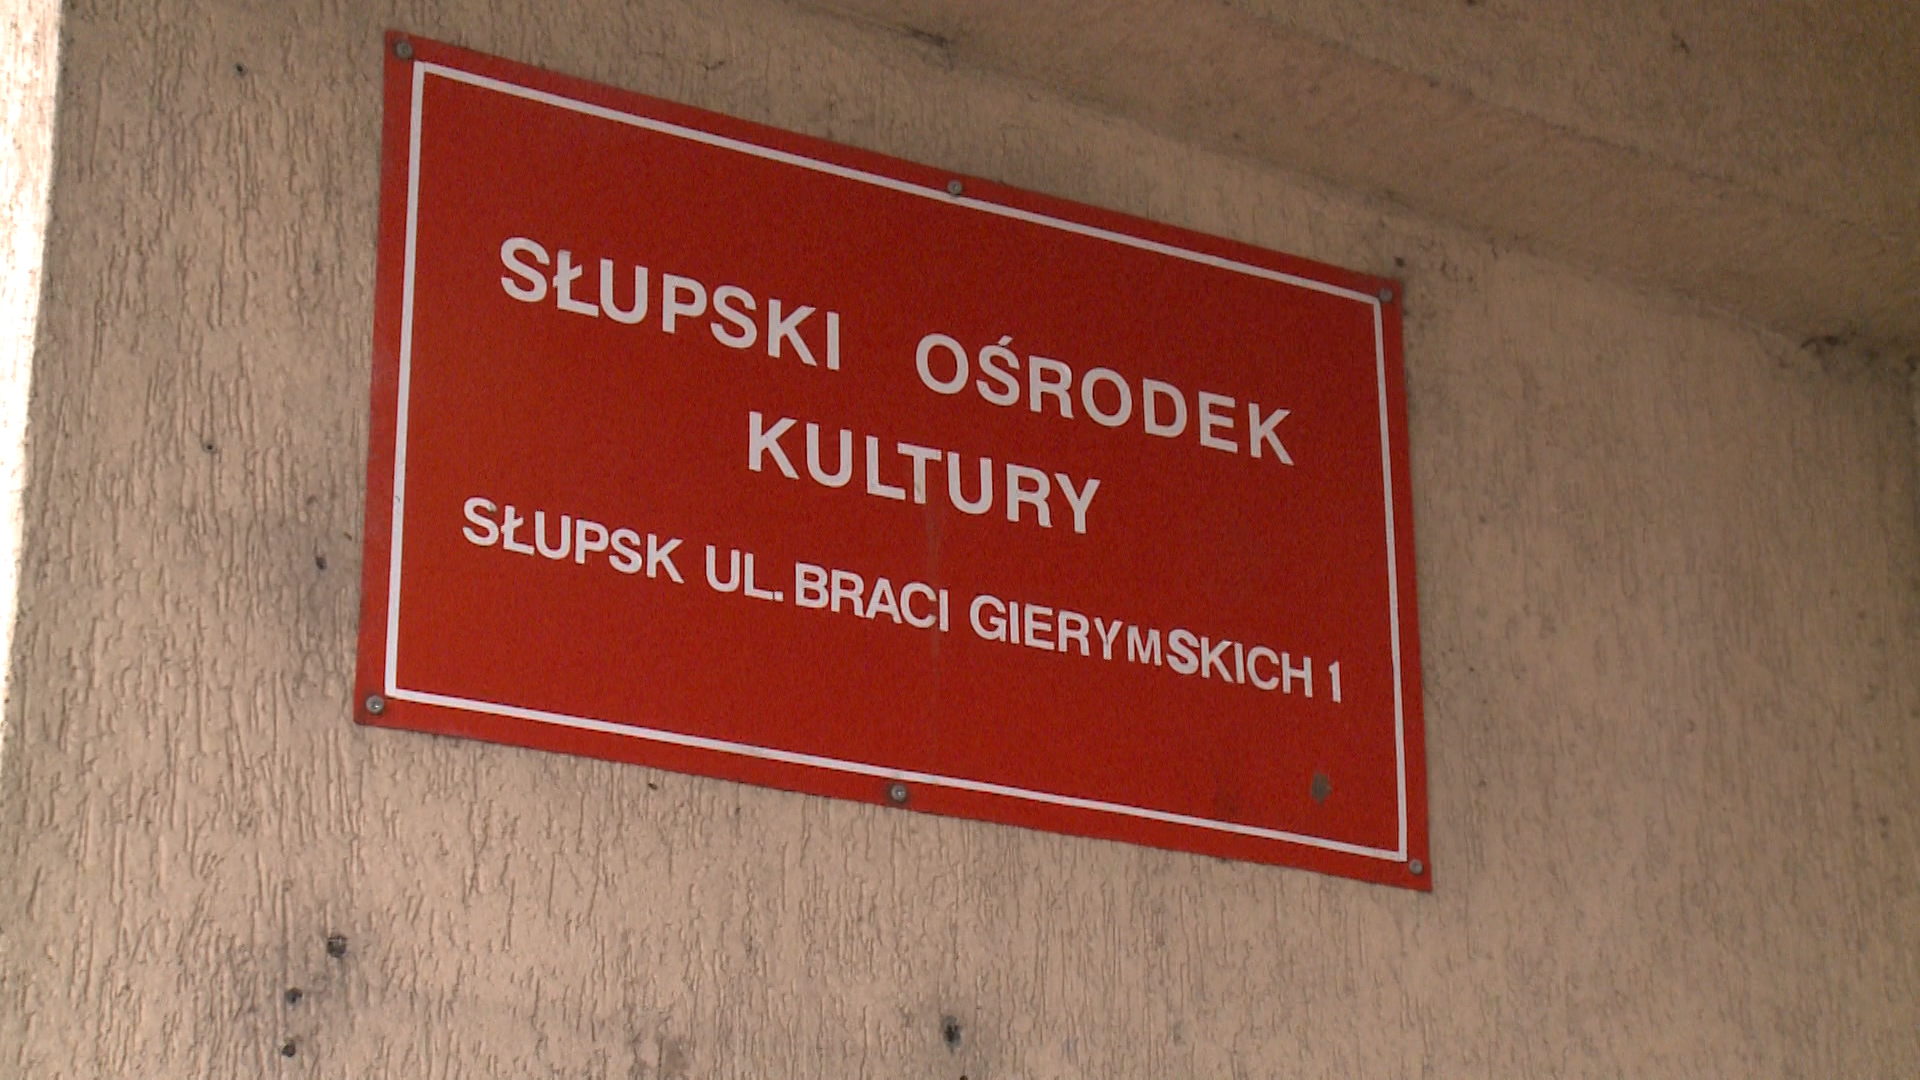 SŁUPSKI OŚRODEK
KULTURY
SŁUPSK UL. BRACI GIERYMSKICH 1